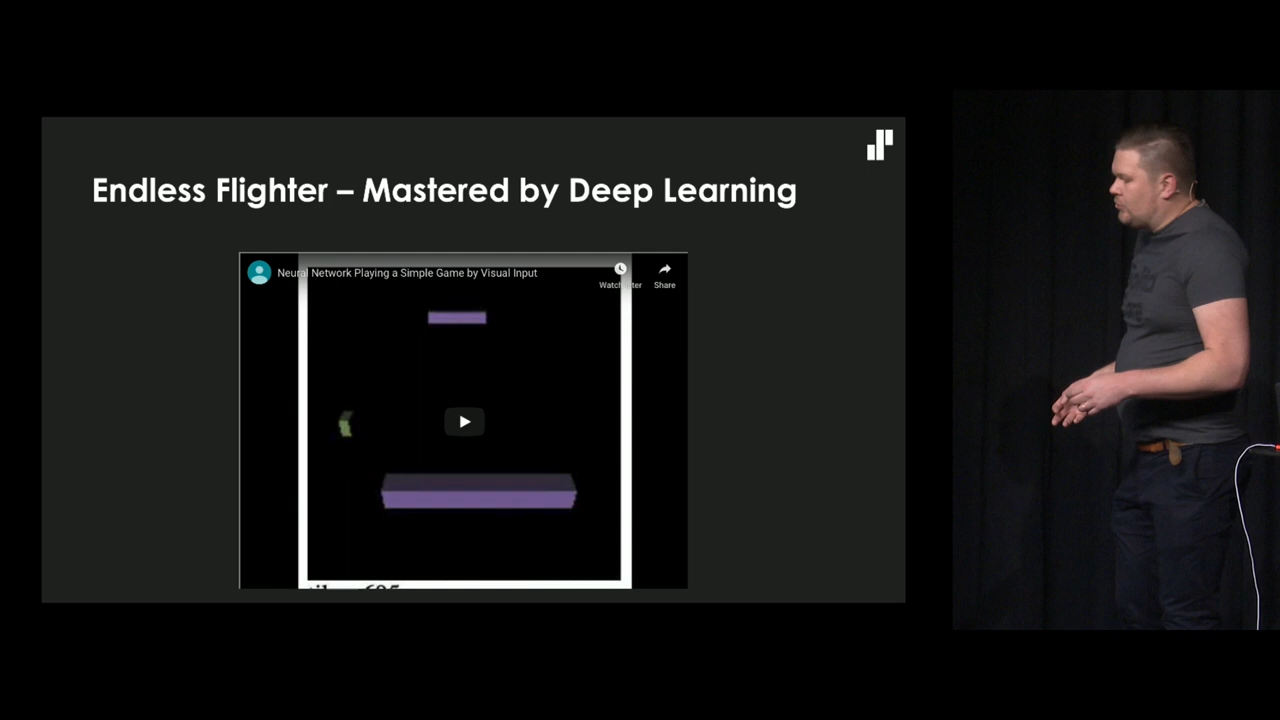 Endless Flighter – Mastered by Deep Learning
Neural Network Playing a Simple Game by Visual Input
Watch later
Share